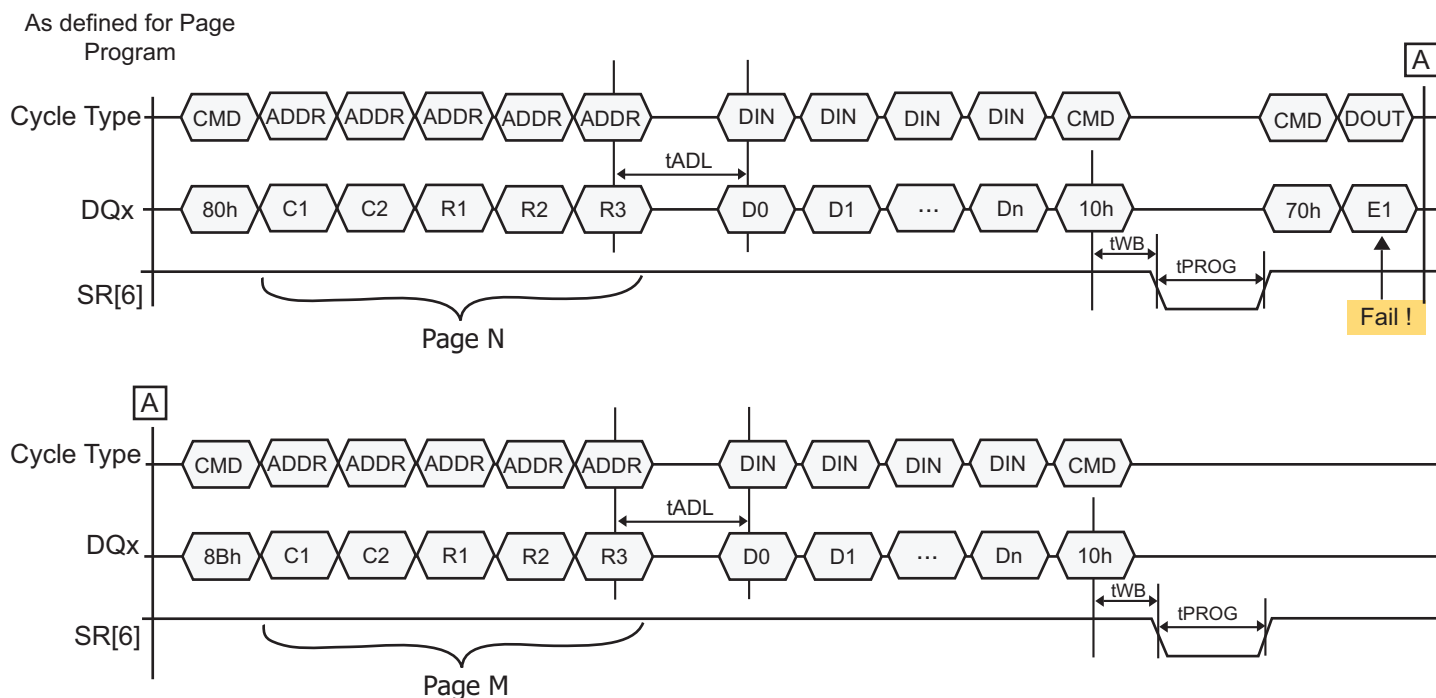 As defined for Page
Program
A
Cycle Type CMD ADDR ADDR ADDR ADDR ADDR DIN DIN DIN DIN CMD CMD DOUT
tADL
DQx 80h C1 C2 R1 R2 R3 D0 D1 ... Dn 10h 70h E1
tWB
tPROG
SR[6]
Fail !
Page N
A
Cycle Type CMD ADDR ADDR ADDR ADDR ADDR DIN DIN DIN DIN CMD
tADL
DQx 8Bh C1 C2 R1 R2 R3 D0 D1 ... Dn 10h
tWB
tPROG
SR[6]
Page M